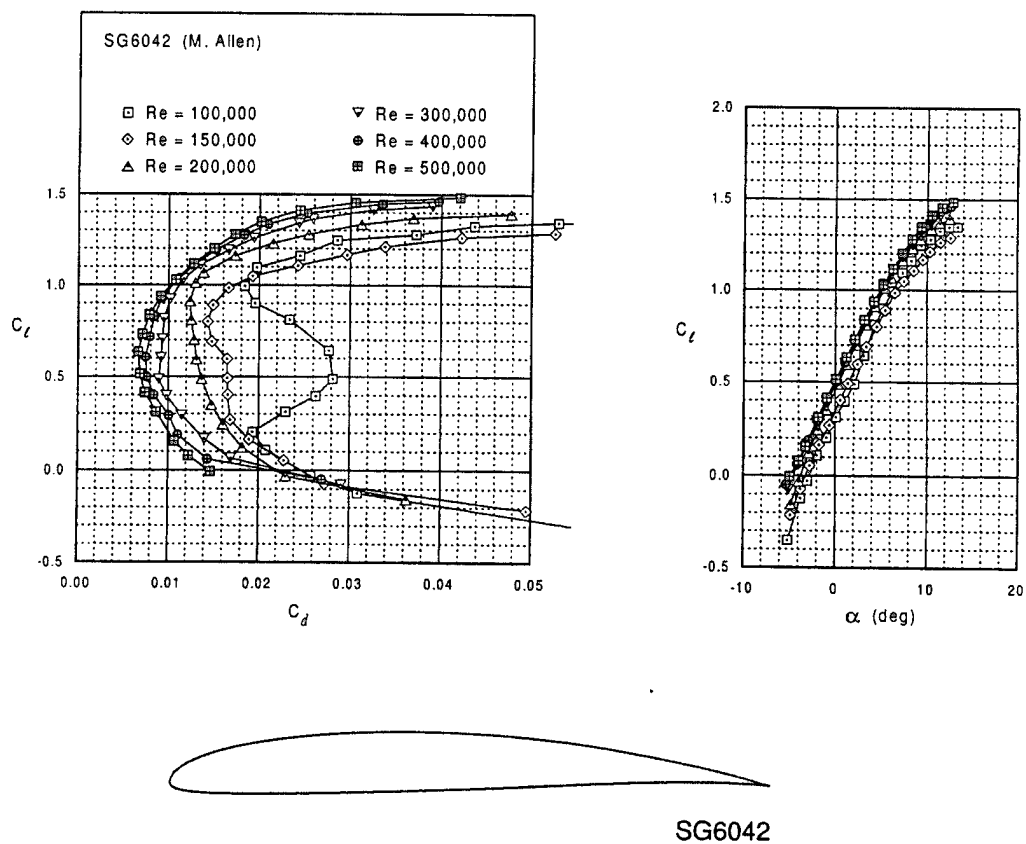 SG6042 (M. Allen)
Re = 100,000
Re = 150,000
Re = 200,000
Re = 300,000
Re = 400,000
Re = 500,000
1.5
1.0
0.5
0.0
-0.5
Cℓ
0.00 0.01 0.02 0.03 0.04 0.05
Cd
2.0
1.5
1.0
0.5
0.0
-0.5
Cℓ
-10 0 10 20
α (deg)
SG6042